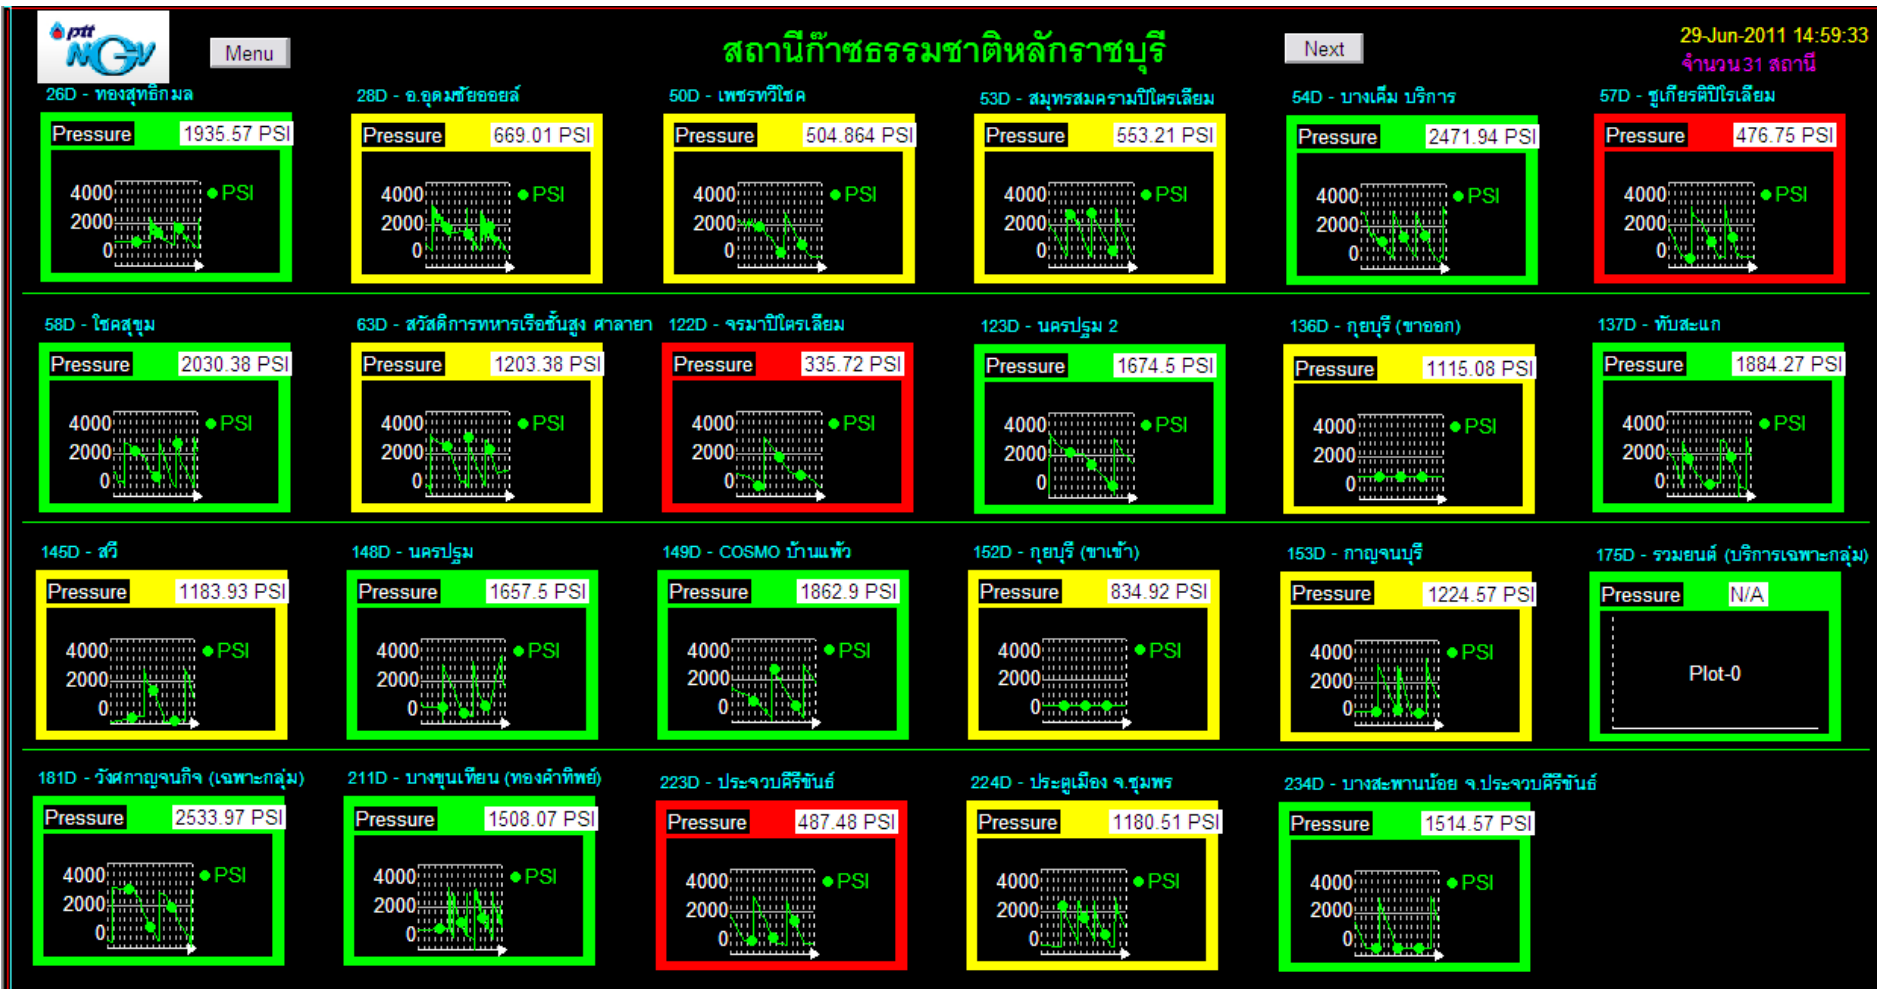 ptt
NGV
Menu
สถานีก๊าซธรรมชาติหลักราชบุรี
Next
29-Jun-2011 14:59:33
จำนวน 31 สถานี
26D - ทองสุทธิกมล
Pressure 1935.57 PSI
4000
2000
0
PSI
28D - อ.อุดมชัยออยล์
Pressure 669.01 PSI
4000
2000
0
PSI
50D - เพชรทวีโชค
Pressure 504.864 PSI
4000
2000
0
PSI
53D - สมุทรสมครามปิโตรเลียม
Pressure 553.21 PSI
4000
2000
0
PSI
54D - บางเค็ม บริการ
Pressure 2471.94 PSI
4000
2000
0
PSI
57D - ชูเกียรติปิโรเลียม
Pressure 476.75 PSI
4000
2000
0
PSI
58D - โชคสุขุม
Pressure 2030.38 PSI
4000
2000
0
PSI
63D - สวัสดิการทหารเรือชั้นสูง ศาลายา
Pressure 1203.38 PSI
4000
2000
0
PSI
122D - จรมาปิโตรเลียม
Pressure 335.72 PSI
4000
2000
0
PSI
123D - นครปฐม 2
Pressure 1674.5 PSI
4000
2000
0
PSI
136D - กุยบุรี (ขาออก)
Pressure 1115.08 PSI
4000
2000
0
PSI
137D - ทับสะแก
Pressure 1884.27 PSI
4000
2000
0
PSI
145D - สวี
Pressure 1183.93 PSI
4000
2000
0
PSI
148D - นครปฐม
Pressure 1657.5 PSI
4000
2000
0
PSI
149D - COSMO บ้านแพ้ว
Pressure 1862.9 PSI
4000
2000
0
PSI
152D - กุยบุรี (ขาเข้า)
Pressure 834.92 PSI
4000
2000
0
PSI
153D - กาญจนบุรี
Pressure 1224.57 PSI
4000
2000
0
PSI
175D - รวมยนต์ (บริการเฉพาะกลุ่ม)
Pressure N/A
Plot-0
181D - วังศกาญจนกิจ (เฉพาะกลุ่ม)
Pressure 2533.97 PSI
4000
2000
0
PSI
211D - บางขุนเทียน (ทองคำทิพย์)
Pressure 1508.07 PSI
4000
2000
0
PSI
223D - ประจวบคีรีขันธ์
Pressure 487.48 PSI
4000
2000
0
PSI
224D - ประตูเมือง จ.ชุมพร
Pressure 1180.51 PSI
4000
2000
0
PSI
234D - บางสะพานน้อย จ.ประจวบคีรีขันธ์
Pressure 1514.57 PSI
4000
2000
0
PSI